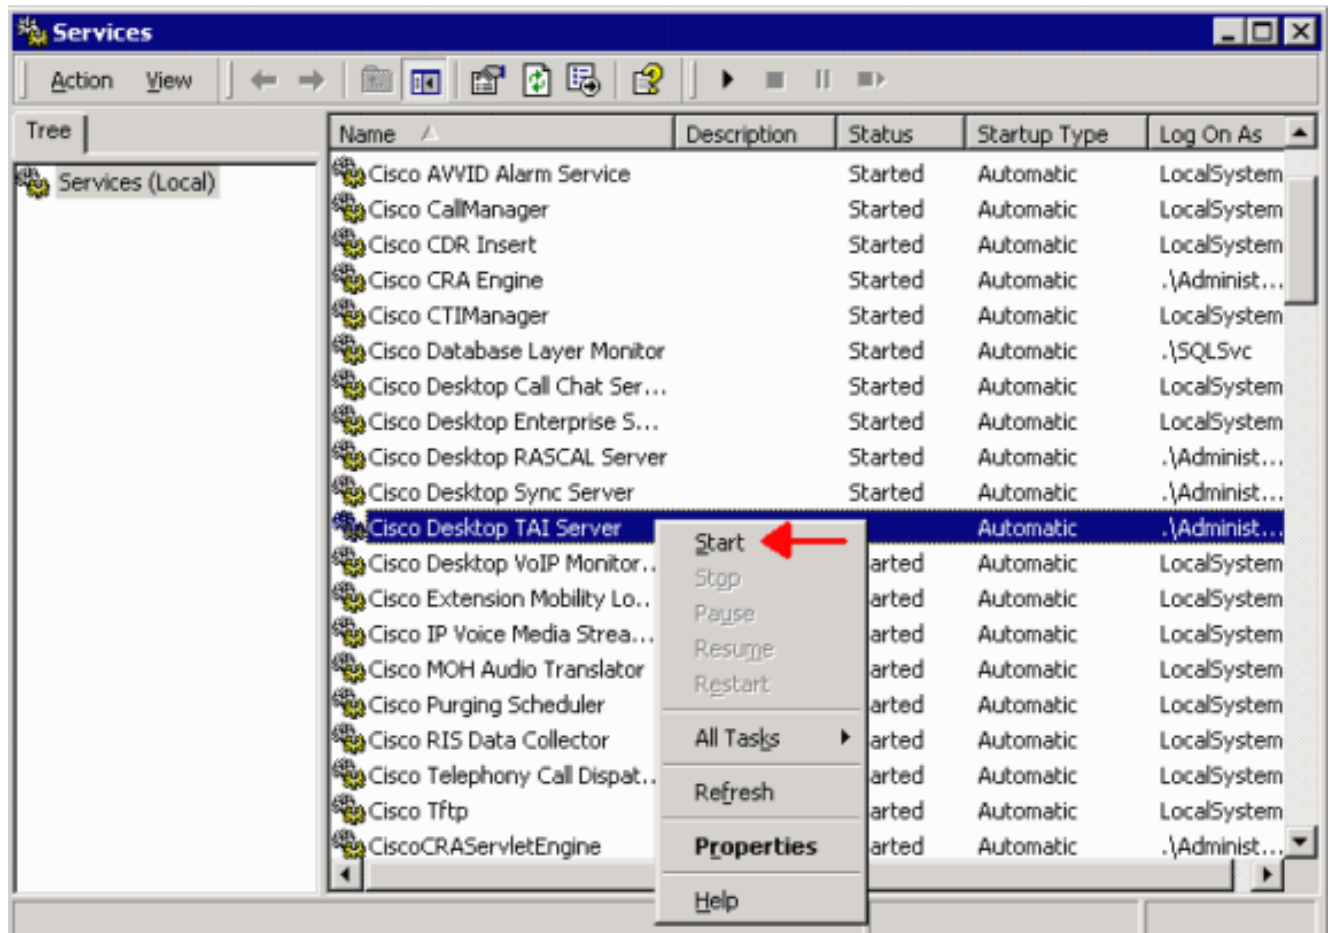 Services
Action View
Tree
Name Description Status Startup Type Log On As
Services (Local)
Cisco AVVID Alarm Service Started Automatic LocalSystem
Cisco CallManager Started Automatic LocalSystem
Cisco CDR Insert Started Automatic LocalSystem
Cisco CRA Engine Started Automatic .\Administ...
Cisco CTIManager Started Automatic LocalSystem
Cisco Database Layer Monitor Started Automatic .\SQLSvc
Cisco Desktop Call Chat Ser... Started Automatic LocalSystem
Cisco Desktop Enterprise S... Started Automatic LocalSystem
Cisco Desktop RASCAL Server Started Automatic .\Administ...
Cisco Desktop Sync Server Started Automatic .\Administ...
Cisco Desktop TAI Server Automatic .\Administ...
Cisco Desktop VoIP Monitor.. arted Automatic LocalSystem
Cisco Extension Mobility Lo.. arted Automatic LocalSystem
Cisco IP Voice Media Strea... arted Automatic LocalSystem
Cisco MOH Audio Translator arted Automatic LocalSystem
Cisco Purging Scheduler arted Automatic LocalSystem
Cisco RIS Data Collector arted Automatic LocalSystem
Cisco Telephony Call Dispat.. arted Automatic LocalSystem
Cisco Tftp arted Automatic LocalSystem
CiscoCRAServletEngine arted Automatic .\Administ...
Start
Stop
Pause
Resume
Restart
All Tasks
Refresh
Properties
Help